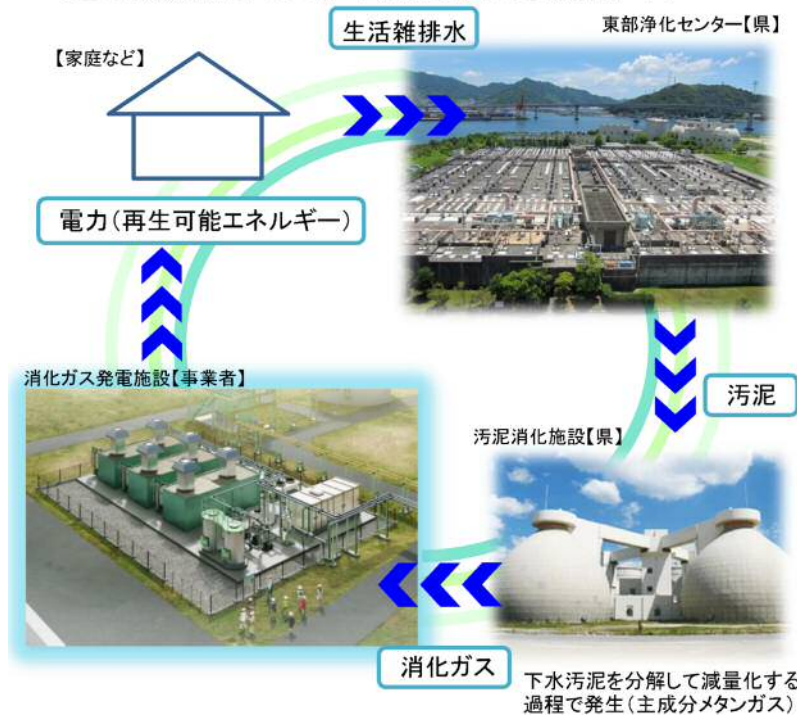 生活雑排水
東部浄化センター【県】
【家庭など】
電力(再生可能エネルギー)
消化ガス発電施設【事業者】
汚泥
汚泥消化施設【県】
消化ガス
下水汚泥を分解して減量化する
過程で発生(主成分メタンガス)